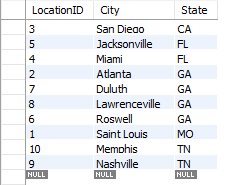 LocationID City State
3 San Diego CA
5 Jacksonville FL
4 Miami FL
2 Atlanta GA
7 Duluth GA
8 Lawrenceville GA
6 Roswell GA
1 Saint Louis MO
10 Memphis TN
9 Nashville TN
NULL NULL NULL